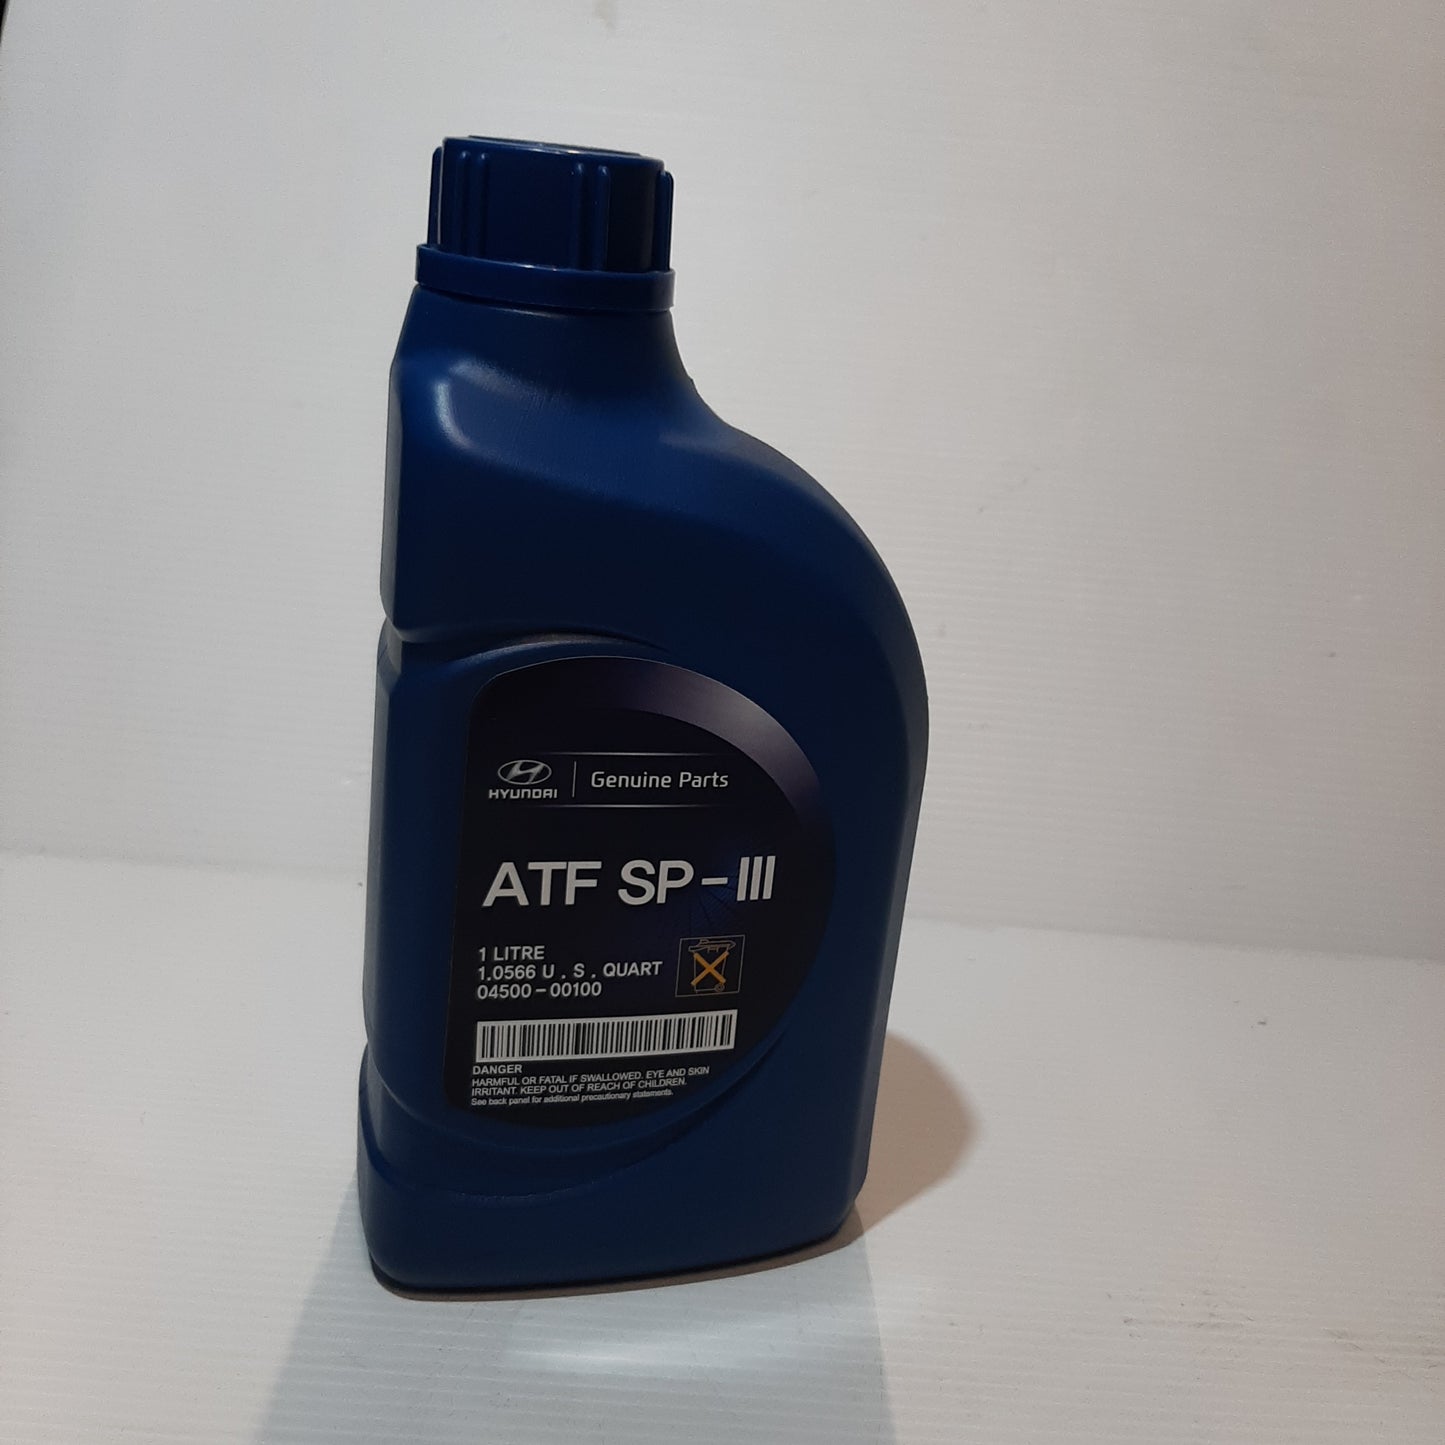 HYUNDAI | Genuine Parts
ATF SP-III
1 LITRE
1.0566 U . S . QUART
04500-00100
DANGER
HARMFUL OR FATAL IF SWALLOWED. EYE AND SKIN
IRRITANT. KEEP OUT OF REACH OF CHILDREN.
See back panel for additional precautionary statements.